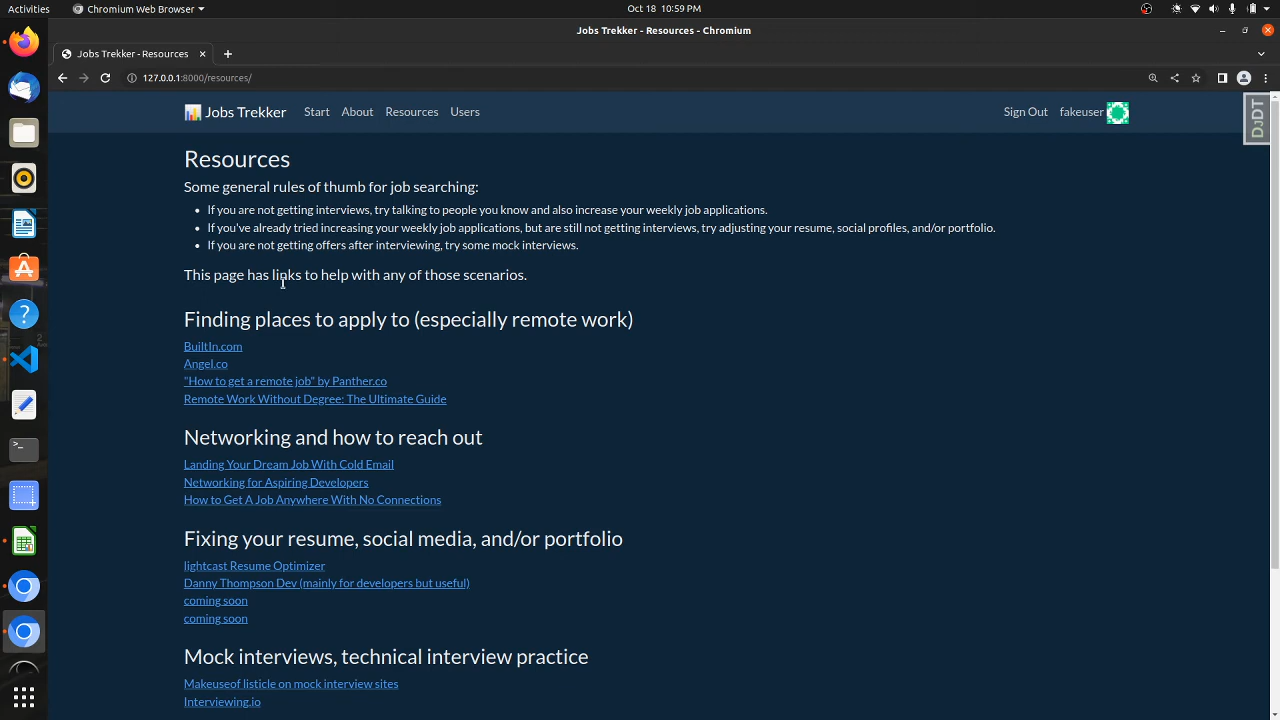 Activities
Chromium Web Browser
Oct 18 10:59 PM
Jobs Trekker - Resources - Chromium
Jobs Trekker - Resources
127.0.0.1:8000/resources/
Jobs Trekker Start About Resources Users Sign Out fakeuser
DJDT
Resources
Some general rules of thumb for job searching:
• If you are not getting interviews, try talking to people you know and also increase your weekly job applications.
• If you've already tried increasing your weekly job applications, but are still not getting interviews, try adjusting your resume, social profiles, and/or portfolio.
• If you are not getting offers after interviewing, try some mock interviews.
This page has links to help with any of those scenarios.
Finding places to apply to (especially remote work)
BuiltIn.com
Angel.co
"How to get a remote job" by Panther.co
Remote Work Without Degree: The Ultimate Guide
Networking and how to reach out
Landing Your Dream Job With Cold Email
Networking for Aspiring Developers
How to Get A Job Anywhere With No Connections
Fixing your resume, social media, and/or portfolio
lightcast Resume Optimizer
Danny Thompson Dev (mainly for developers but useful)
coming soon
coming soon
Mock interviews, technical interview practice
Makeuseof listicle on mock interview sites
Interviewing.io